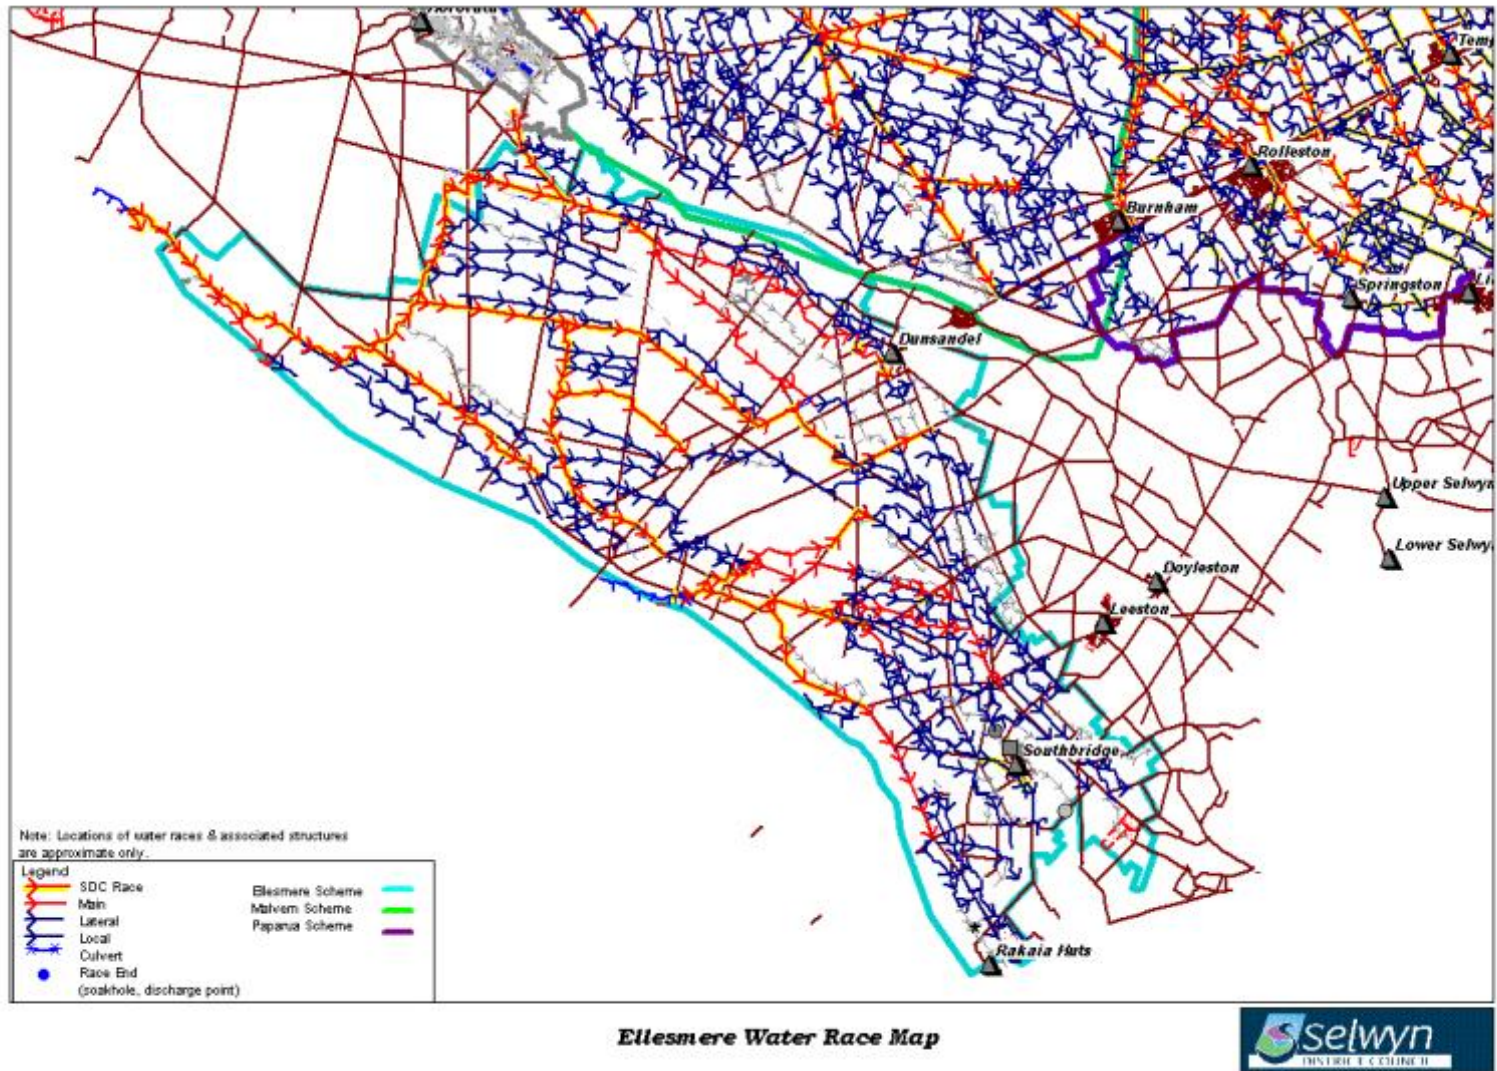 Rolleston
Burnham
Springston
Dunsandel
Upper Selwyn
Lower Selwy
Doyleston
Leeston
Southbridge
Rakaia Huts
Note: Locations of water races & associated structures
are approximate only.
Legend
SDC Race
Main
Lateral
Local
Culvert
Race End
(soakhole, discharge point)
Ellesmere Scheme
Malvern Scheme
Paparua Scheme
Ellesmere Water Race Map
selwyn
DISTRICT COUNCIL